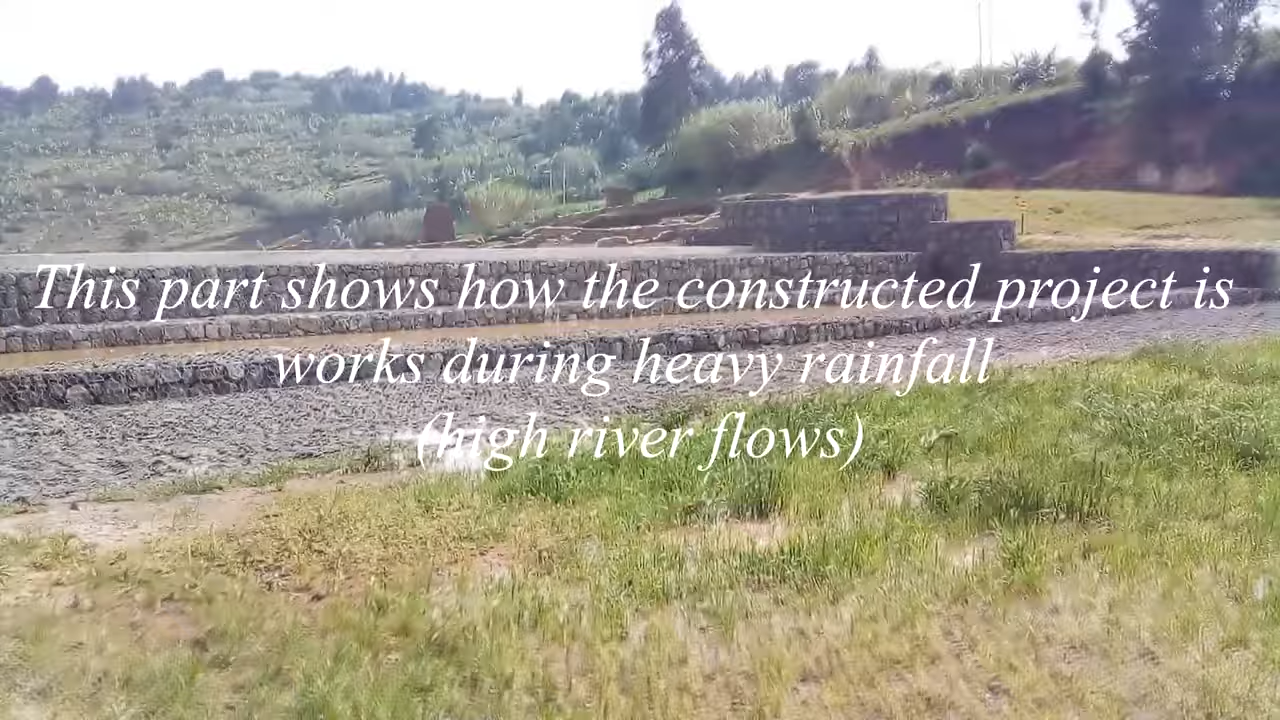 This part shows how the constructed project is
works during heavy rainfall
(high river flows)